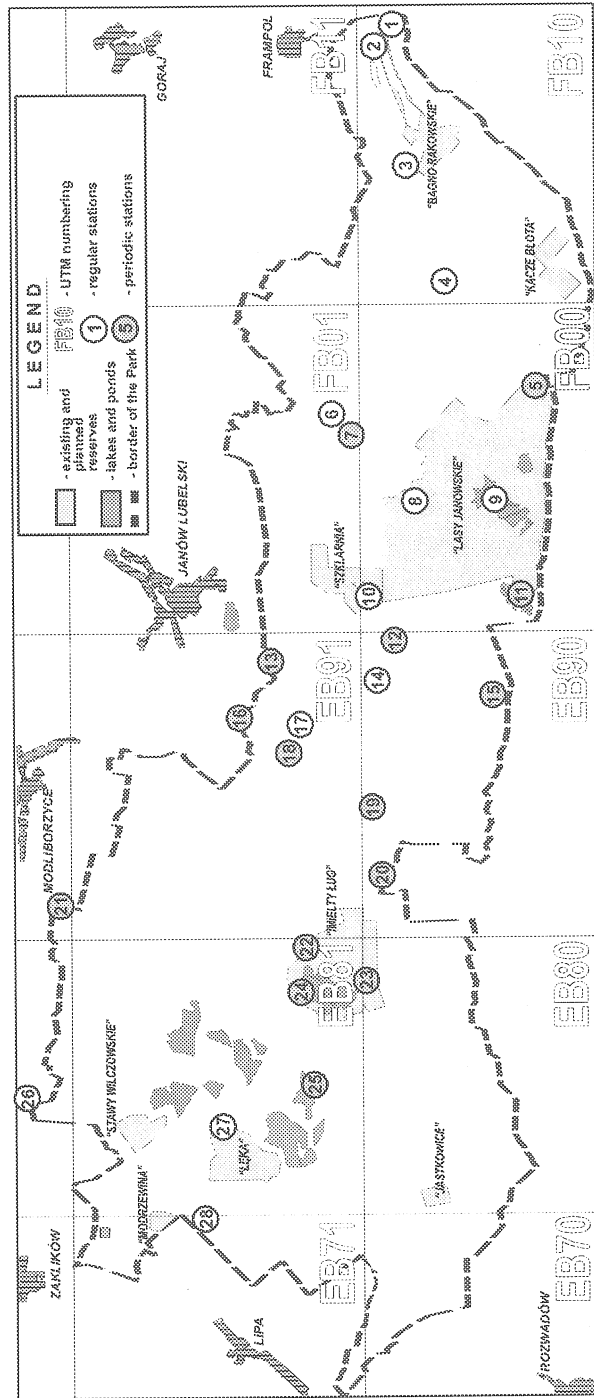 LEGEND
- existing and planned reserves
- lakes and ponds
- border of the Park
FB10 - UTM numbering
1 - regular stations
5 - periodic stations
GORAJ
FRAMPOL
JANÓW LUBELSKI
MODLIBORZYCE
ZAKLIKÓW
LIPA
ROZWADÓW
"BAGNO RAKOWSKIE"
"KACZE BŁOTA"
"LASY JANOWSKIE"
"SZKLARNIA"
"IMIELTY ŁUG"
"STAWY WILCZOWSKIE"
"MODRZEWINA"
"ŁĘKA"
"JASTKOWICE"
EB71
EB81
EB91
FB01
FB11
EB70
EB80
EB90
FB00
FB10
1
2
3
4
5
6
7
8
9
10
11
12
13
14
15
16
17
18
19
20
21
22
23
24
25
26
27
28